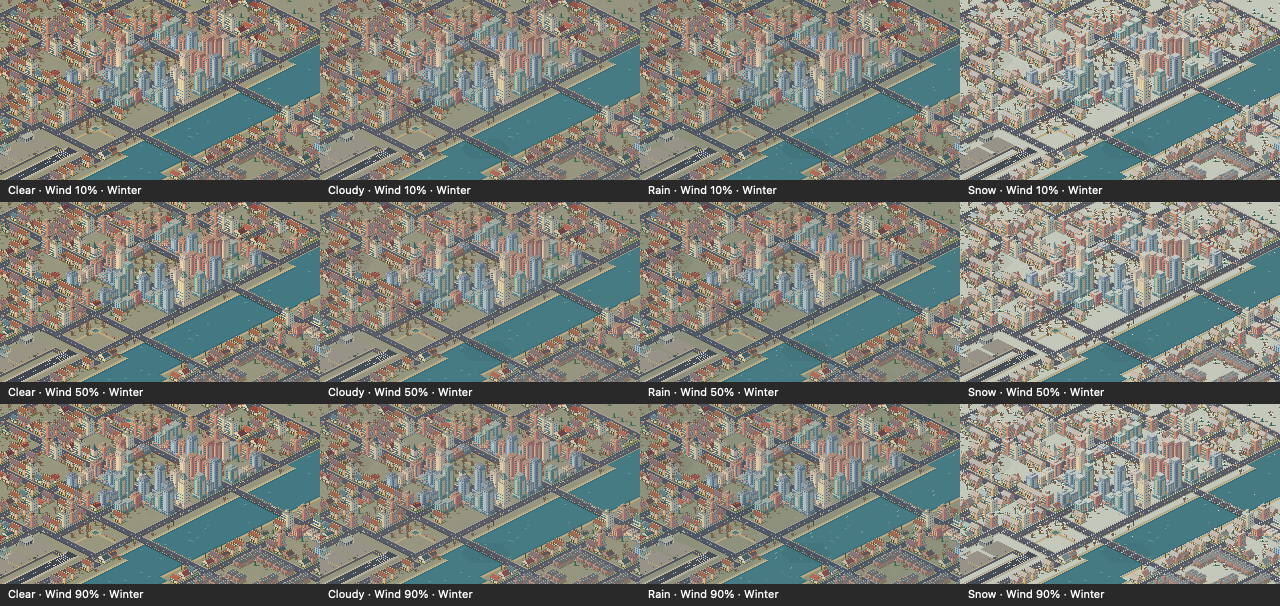 Clear · Wind 10% · Winter
Cloudy · Wind 10% · Winter
Rain · Wind 10% · Winter
Snow · Wind 10% · Winter
Clear · Wind 50% · Winter
Cloudy · Wind 50% · Winter
Rain · Wind 50% · Winter
Snow · Wind 50% · Winter
Clear · Wind 90% · Winter
Cloudy · Wind 90% · Winter
Rain · Wind 90% · Winter
Snow · Wind 90% · Winter